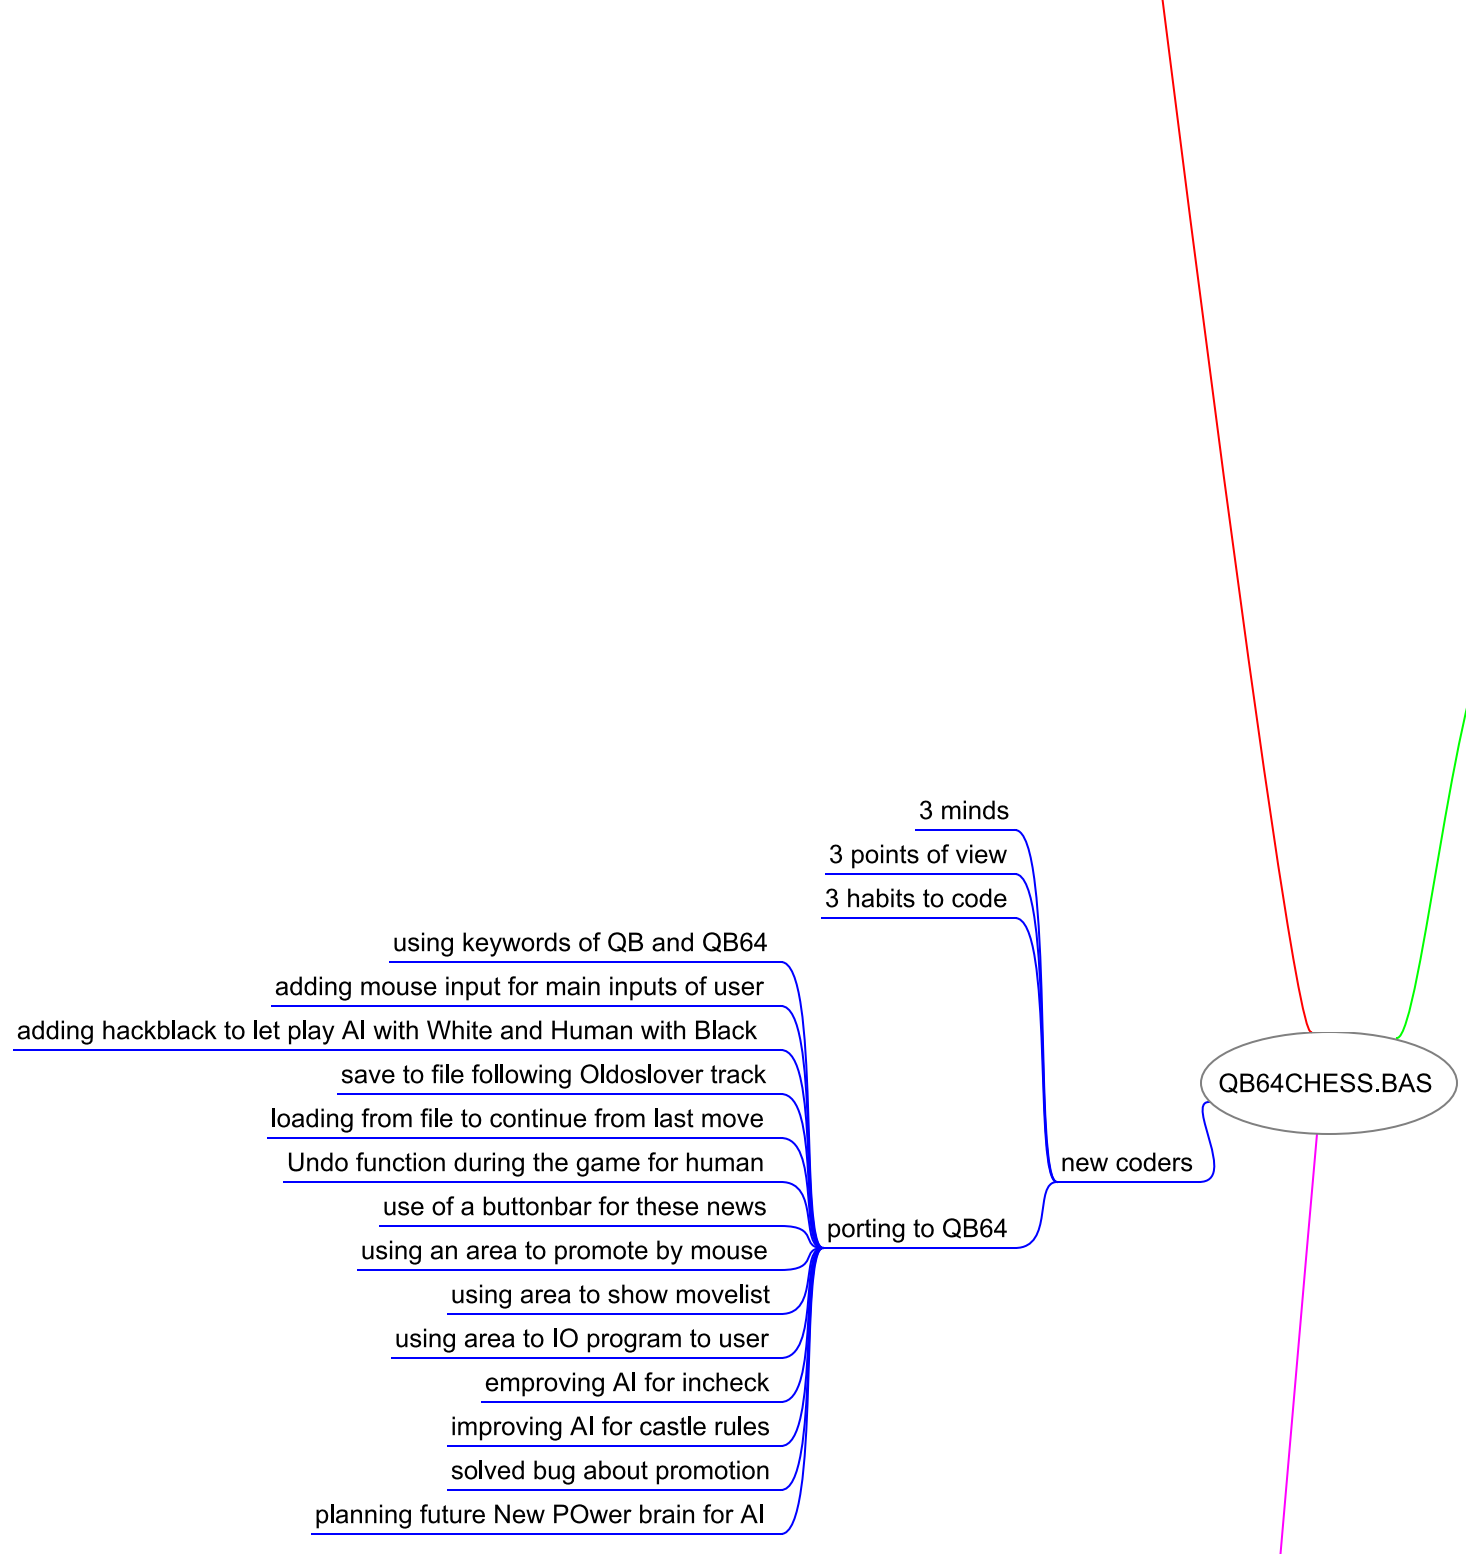 3 minds
3 points of view
3 habits to code
using keywords of QB and QB64
adding mouse input for main inputs of user
adding hackblack to let play AI with White and Human with Black
save to file following Oldoslover track
loading from file to continue from last move
Undo function during the game for human
use of a buttonbar for these news
using an area to promote by mouse
using area to show movelist
using area to IO program to user
emproving AI for incheck
improving AI for castle rules
solved bug about promotion
planning future New POwer brain for AI
porting to QB64
new coders
QB64CHESS.BAS